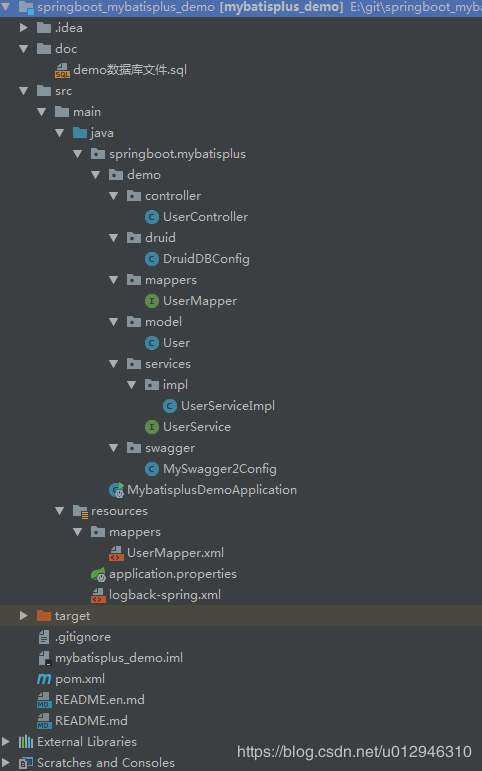 springboot_mybatisplus_demo [mybatisplus_demo] E:\git\springboot_myba
.idea
doc
demo数据库文件.sql
src
main
java
springboot.mybatisplus
demo
controller
UserController
druid
DruidDBConfig
mappers
UserMapper
model
User
services
impl
UserServiceImpl
UserService
swagger
MySwagger2Config
MybatisplusDemoApplication
resources
mappers
UserMapper.xml
application.properties
logback-spring.xml
target
.gitignore
mybatisplus_demo.iml
pom.xml
README.en.md
README.md
External Libraries
Scratches and Consoles
https://blog.csdn.net/u012946310